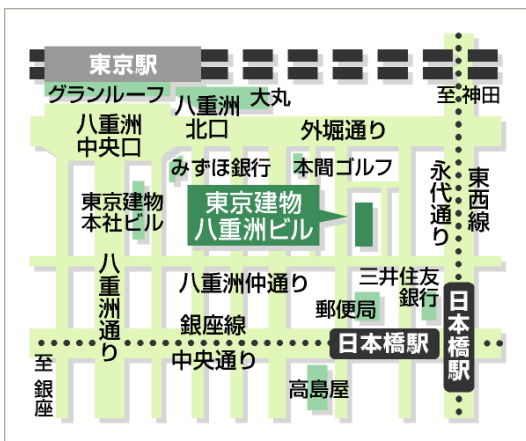 東京駅
グランルーフ
八重洲
北口
大丸
至神田
八重洲
中央口
外堀通り
みずほ銀行
本間ゴルフ
永代通り
東西線
東京建物
本社ビル
東京建物
八重洲ビル
八重洲通り
八重洲仲通り
三井住友
銀行
郵便局
銀座線
日本橋駅
日本橋駅
中央通り
至銀座
高島屋